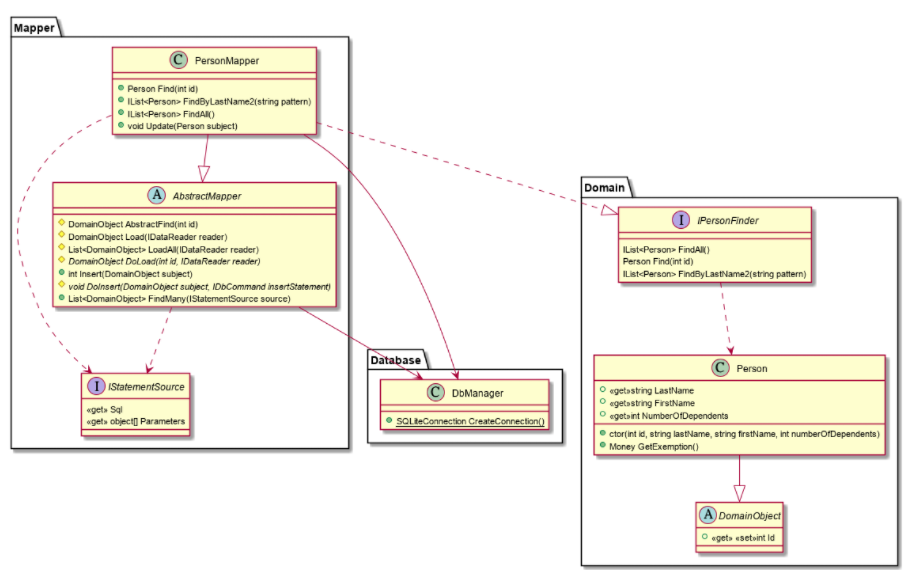 Mapper
C PersonMapper
Person Find(int id)
IList<Person> FindByLastName2(string pattern)
IList<Person> FindAll()
void Update(Person subject)
A AbstractMapper
DomainObject AbstractFind(int id)
DomainObject Load(IDataReader reader)
List<DomainObject> LoadAll(IDataReader reader)
DomainObject DoLoad(int id, IDataReader reader)
int Insert(DomainObject subject)
void DoInsert(DomainObject subject, IDbCommand insertStatement)
List<DomainObject> FindMany(IStatementSource source)
I IStatementSource
«get» Sql
«get» object[] Parameters
Database
C DbManager
SQLiteConnection CreateConnection()
Domain
I IPersonFinder
IList<Person> FindAll()
Person Find(int id)
IList<Person> FindByLastName2(string pattern)
C Person
«get»string LastName
«get»string FirstName
«get»int NumberOfDependents
ctor(int id, string lastName, string firstName, int numberOfDependents)
Money GetExemption()
A DomainObject
«get» «set»int Id